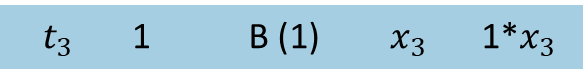 t₃ 1 B (1) x₃ 1*x₃